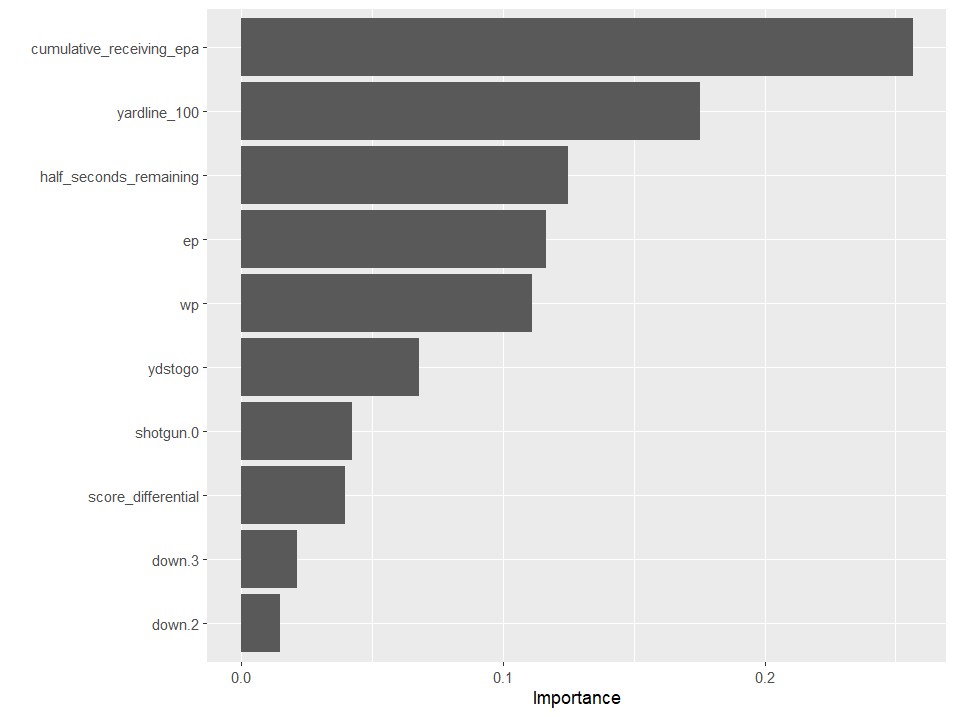 cumulative_receiving_epa
yardline_100
half_seconds_remaining
ep
wp
ydstogo
shotgun.0
score_differential
down.3
down.2
0.0 0.1 0.2
Importance